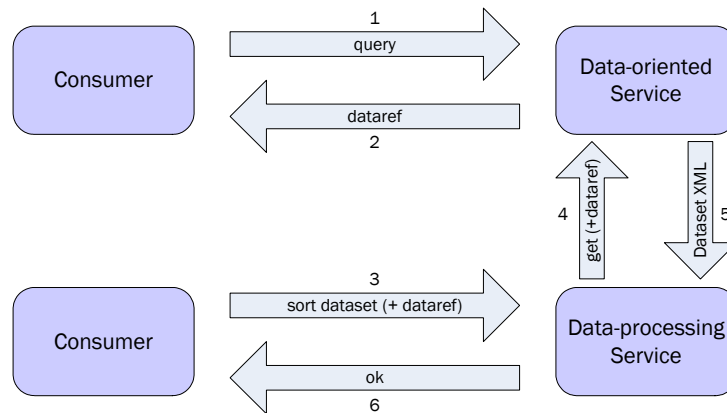 1
Consumer
query
Data-oriented
Service
dataref
2
4
get (+dataref)
Dataset XML
5
3
Consumer
sort dataset (+ dataref)
Data-processing
Service
ok
6